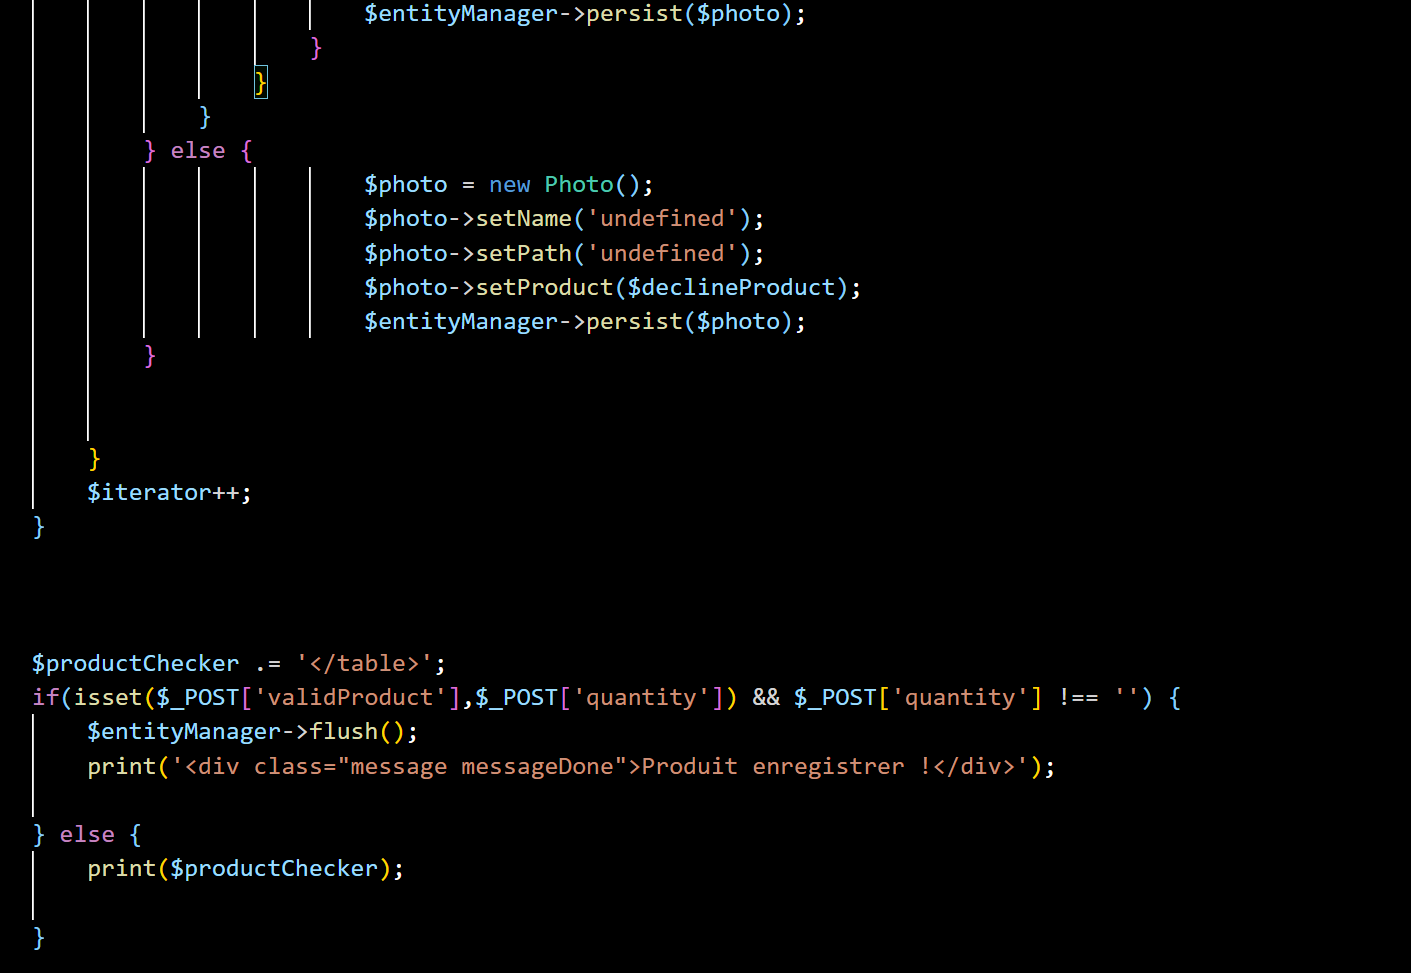 $entityManager->persist($photo);
}
}
}
} else {
$photo = new Photo();
$photo->setName('undefined');
$photo->setPath('undefined');
$photo->setProduct($declineProduct);
$entityManager->persist($photo);
}
}
$iterator++;
}
$productChecker .= '</table>';
if(isset($_POST['validProduct'],$_POST['quantity']) && $_POST['quantity'] !== '') {
$entityManager->flush();
print('<div class="message messageDone">Produit enregistrer !</div>');
} else {
print($productChecker);
}